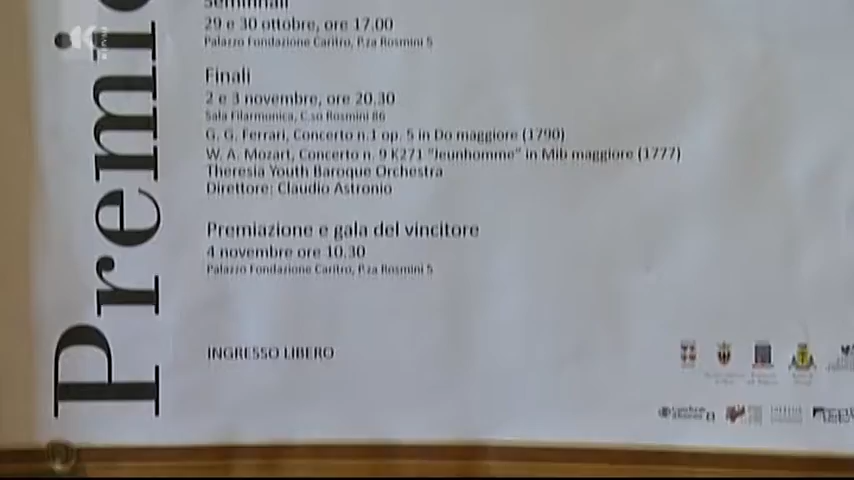 Premio
Semifinali
29 e 30 ottobre, ore 17.00
Palazzo Fondazione Caritro, P.za Rosmini 5
Finali
2 e 3 novembre, ore 20.30
Sala Filarmonica, C.so Rosmini 86
G. G. Ferrari, Concerto n.1 op. 5 in Do maggiore (1790)
W. A. Mozart, Concerto n. 9 K271 "Jeunhomme" in Mib maggiore (1777)
Theresia Youth Baroque Orchestra
Direttore: Claudio Astronio
Premiazione e gala del vincitore
4 novembre ore 10.30
Palazzo Fondazione Caritro, P.za Rosmini 5
INGRESSO LIBERO